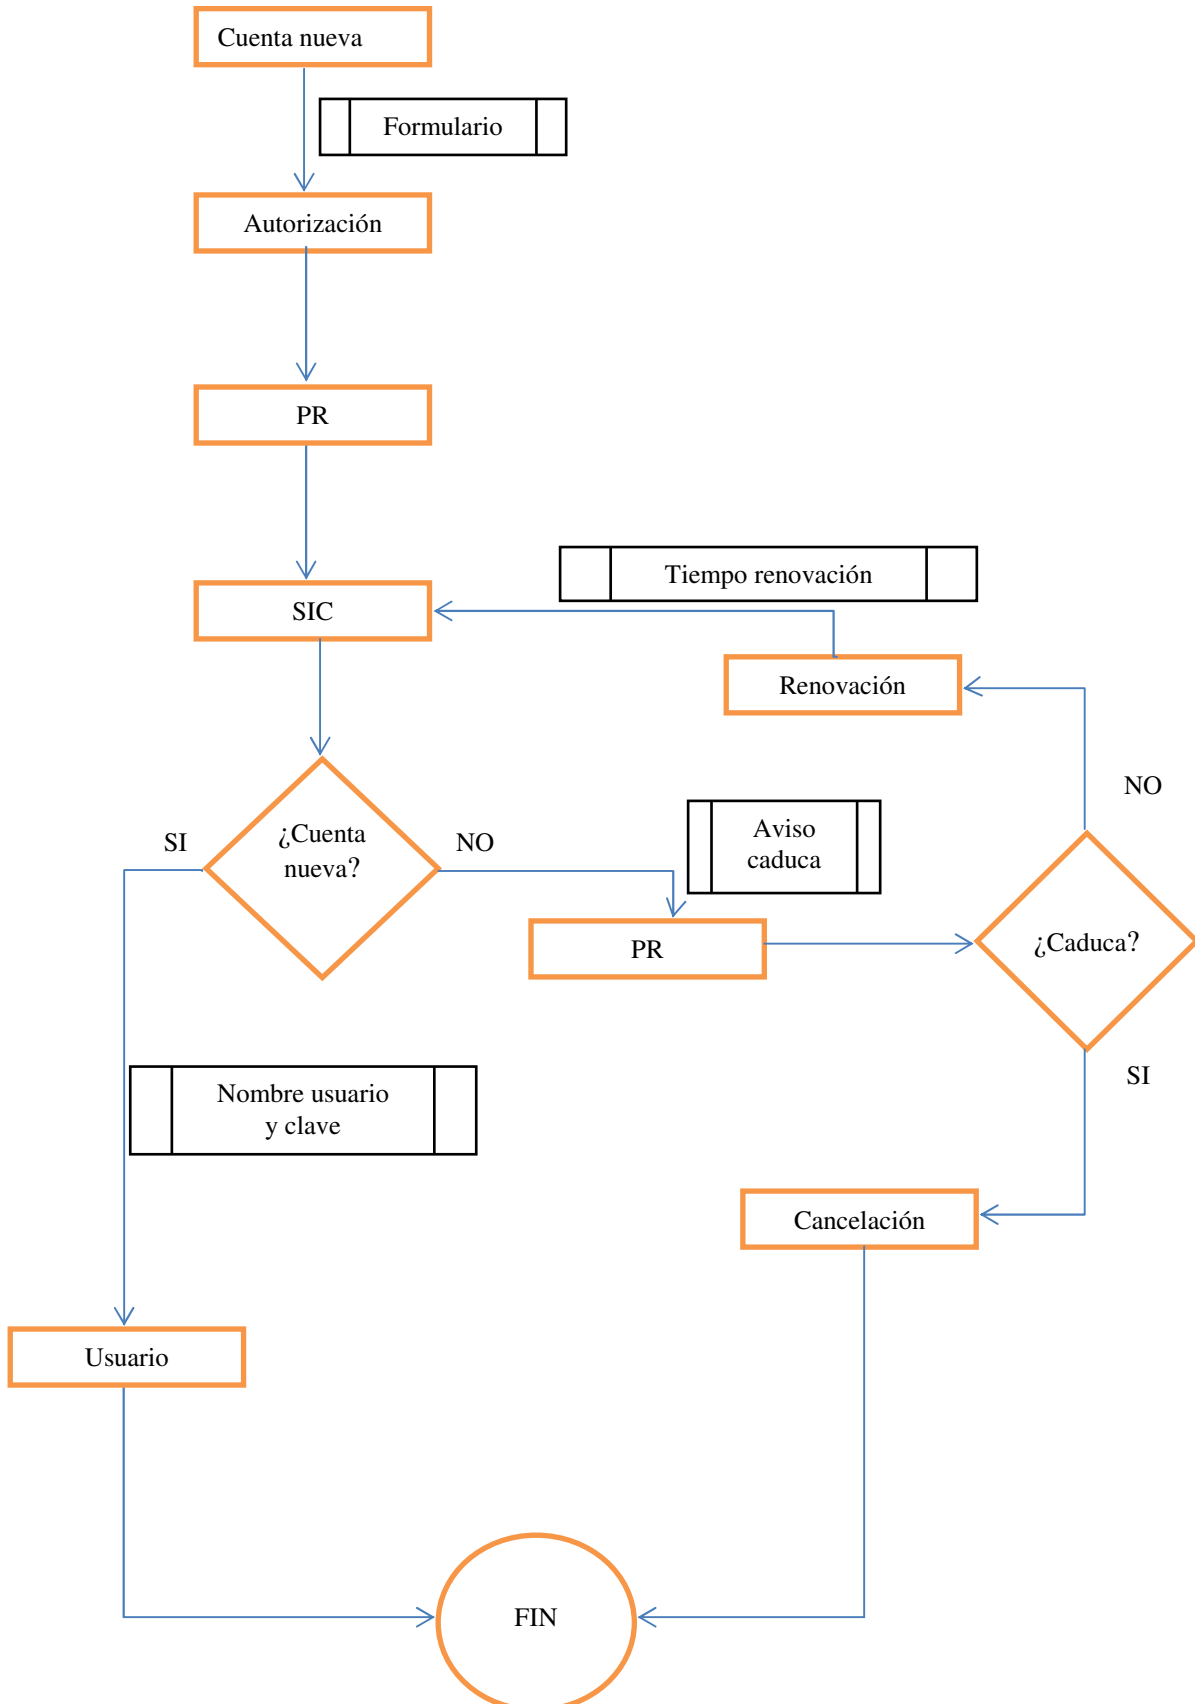 Cuenta nueva
Formulario
Autorización
PR
Tiempo renovación
SIC
Renovación
NO
Aviso
caduca
SI
¿Cuenta
nueva?
NO
PR
¿Caduca?
SI
Nombre usuario
y clave
Cancelación
Usuario
FIN